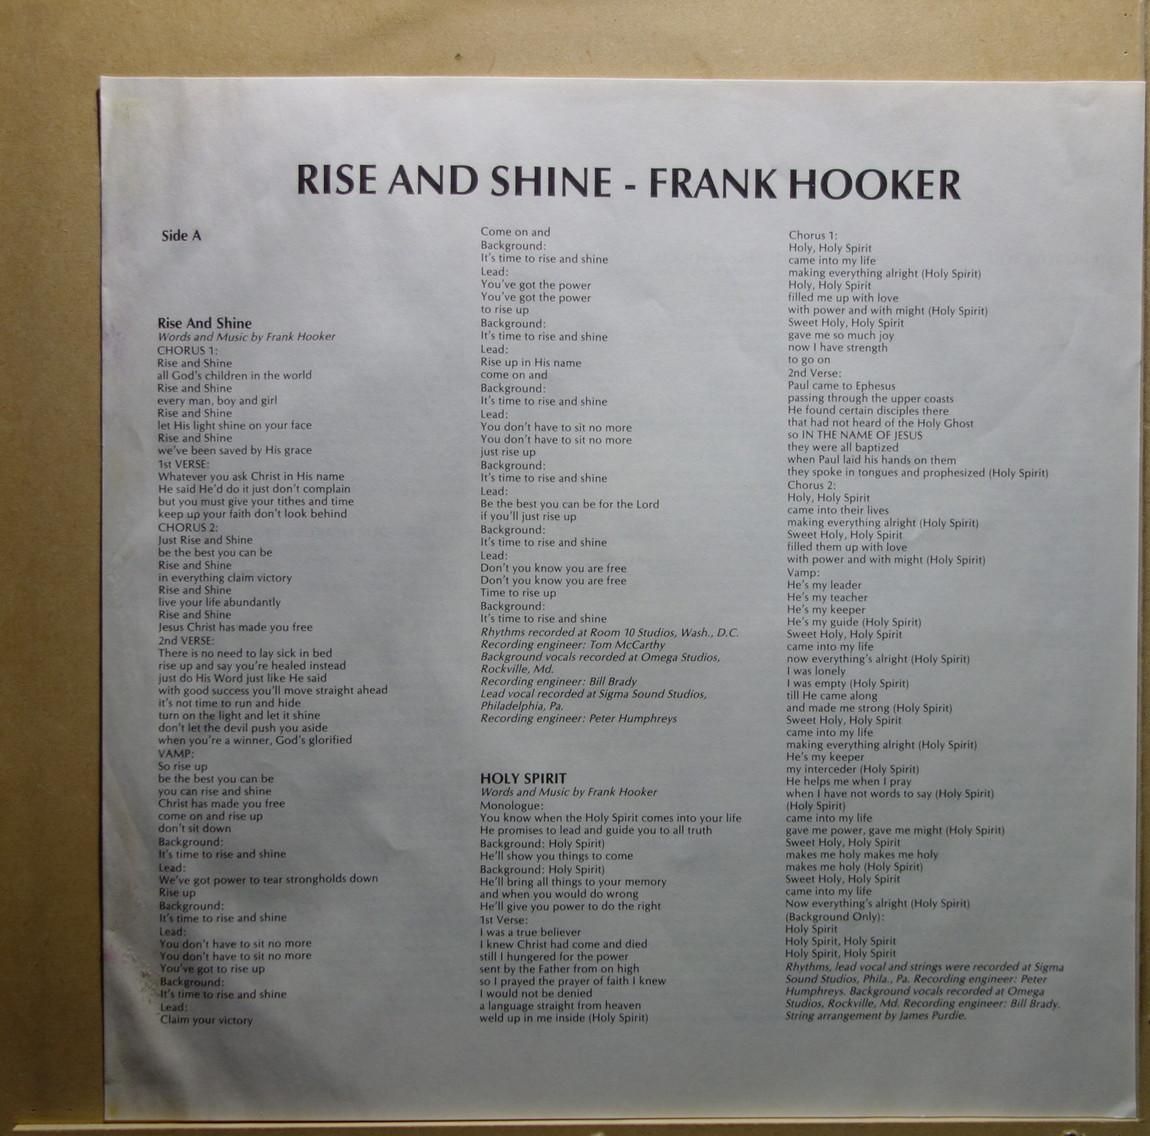 RISE AND SHINE - FRANK HOOKER
Side A
Rise And Shine
Words and Music by Frank Hooker
CHORUS 1:
Rise and Shine
all God's children in the world
Rise and Shine
every man, boy and girl
Rise and Shine
let His light shine on your face
Rise and Shine
we've been saved by His grace
1st VERSE:
Whatever you ask Christ in His name
He said He'd do it just don't complain
but you must give your tithes and time
keep up your faith don't look behind
CHORUS 2:
Just Rise and Shine
be the best you can be
Rise and Shine
in everything claim victory
Rise and Shine
live your life abundantly
Rise and Shine
Jesus Christ has made you free
2nd VERSE:
There is no need to lay sick in bed
rise up and say you're healed instead
just do His Word just like He said
with good success you'll move straight ahead
it's not time to run and hide
turn on the light and let it shine
don't let the devil push you aside
when you're a winner, God's glorified
VAMP:
So rise up
be the best you can be
you can rise and shine
Christ has made you free
come on and rise up
don't sit down
Background:
It's time to rise and shine
Lead:
We've got power to tear strongholds down
Rise up
Background:
It's time to rise and shine
Lead:
You don't have to sit no more
You don't have to sit no more
You've got to rise up
Background:
It's time to rise and shine
Lead:
Claim your victory
Come on and
Background:
It's time to rise and shine
Lead:
You've got the power
You've got the power
to rise up
Background:
It's time to rise and shine
Lead:
Rise up in His name
come on and
Background:
It's time to rise and shine
Lead:
You don't have to sit no more
You don't have to sit no more
just rise up
Background:
It's time to rise and shine
Lead:
Be the best you can be for the Lord
if you'll just rise up
Background:
It's time to rise and shine
Lead:
Don't you know you are free
Don't you know you are free
Time to rise up
Background:
It's time to rise and shine
Rhythms recorded at Room 10 Studios, Wash., D.C.
Recording engineer: Tom McCarthy
Background vocals recorded at Omega Studios,
Rockville, Md.
Recording engineer: Bill Brady
Lead vocal recorded at Sigma Sound Studios,
Philadelphia, Pa.
Recording engineer: Peter Humphreys
HOLY SPIRIT
Words and Music by Frank Hooker
Monologue:
You know when the Holy Spirit comes into your life
He promises to lead and guide you to all truth
Background: Holy Spirit)
He'll show you things to come
Background: Holy Spirit)
He'll bring all things to your memory
and when you would do wrong
He'll give you power to do the right
1st Verse:
I was a true believer
I knew Christ had come and died
still I hungered for the power
sent by the Father from on high
so I prayed the prayer of faith I knew
I would not be denied
a language straight from heaven
weld up in me inside (Holy Spirit)
Chorus 1:
Holy, Holy Spirit
came into my life
making everything alright (Holy Spirit)
Holy, Holy Spirit
filled me up with love
with power and with might (Holy Spirit)
Sweet Holy, Holy Spirit
gave me so much joy
now I have strength
to go on
2nd Verse:
Paul came to Ephesus
passing through the upper coasts
He found certain disciples there
that had not heard of the Holy Ghost
so IN THE NAME OF JESUS
they were all baptized
when Paul laid his hands on them
they spoke in tongues and prophesized (Holy Spirit)
Chorus 2:
Holy, Holy Spirit
came into their lives
making everything alright (Holy Spirit)
Sweet Holy, Holy Spirit
filled them up with love
with power and with might (Holy Spirit)
Vamp:
He's my leader
He's my teacher
He's my keeper
He's my guide (Holy Spirit)
Sweet Holy, Holy Spirit
came into my life
now everything's alright (Holy Spirit)
I was lonely
I was empty (Holy Spirit)
till He came along
and made me strong (Holy Spirit)
Sweet Holy, Holy Spirit
came into my life
making everything alright (Holy Spirit)
He's my keeper
my interceder (Holy Spirit)
He helps me when I pray
when I have not words to say (Holy Spirit)
(Holy Spirit)
came into my life
gave me power, gave me might (Holy Spirit)
Sweet Holy, Holy Spirit
makes me holy makes me holy
makes me holy (Holy Spirit)
Sweet Holy, Holy Spirit
came into my life
Now everything's alright (Holy Spirit)
(Background Only):
Holy Spirit
Holy Spirit, Holy Spirit
Holy Spirit, Holy Spirit
Rhythms, lead vocal and strings were recorded at Sigma
Sound Studios, Phila., Pa. Recording engineer: Peter
Humphreys. Background vocals recorded at Omega
Studios, Rockville, Md. Recording engineer: Bill Brady.
String arrangement by James Purdie.